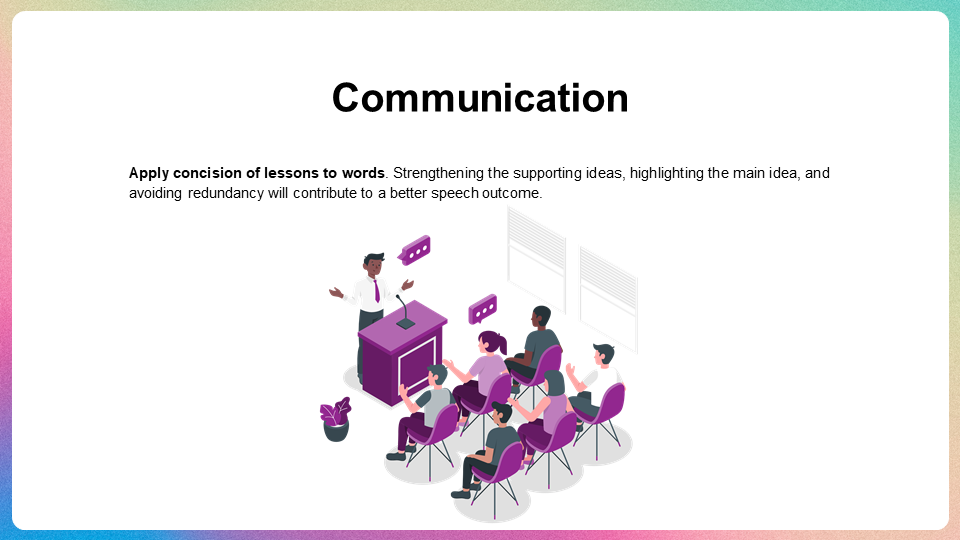 Communication
Apply concision of lessons to words. Strengthening the supporting ideas, highlighting the main idea, and
avoiding redundancy will contribute to a better speech outcome.